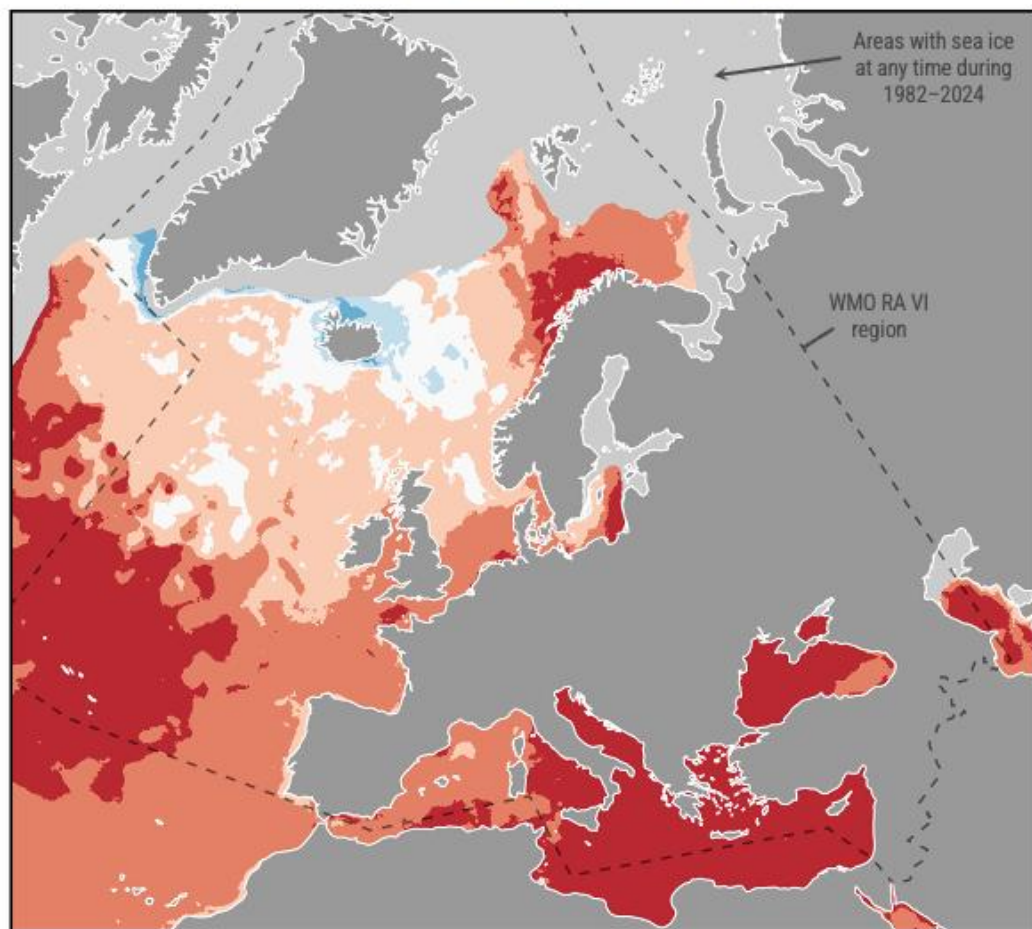 Areas with sea ice
at any time during
1982–2024
WMO RA VI
region